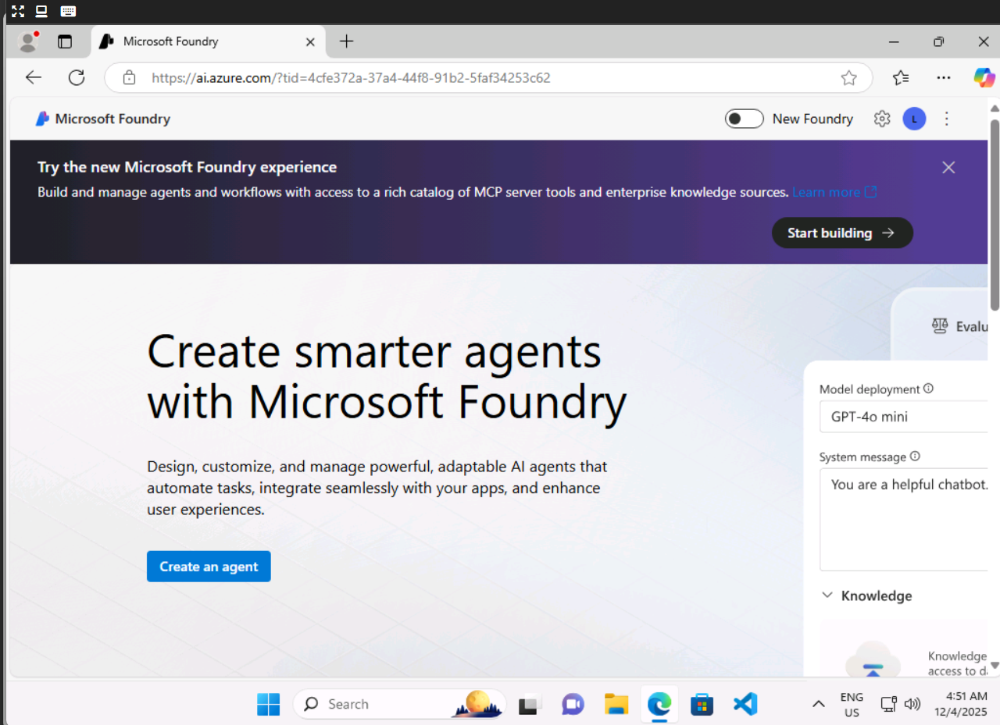 Microsoft Foundry
https://ai.azure.com/?tid=4cfe372a-37a4-44f8-91b2-5faf34253c62
Microsoft Foundry
New Foundry
L
Try the new Microsoft Foundry experience
Build and manage agents and workflows with access to a rich catalog of MCP server tools and enterprise knowledge sources. Learn more
Start building
Create smarter agents
with Microsoft Foundry
Design, customize, and manage powerful, adaptable AI agents that
automate tasks, integrate seamlessly with your apps, and enhance
user experiences.
Create an agent
Evalu
Model deployment
GPT-4o mini
System message
You are a helpful chatbot.
Knowledge
Knowledge
access to d
Search
ENG
US
4:51 AM
12/4/2025